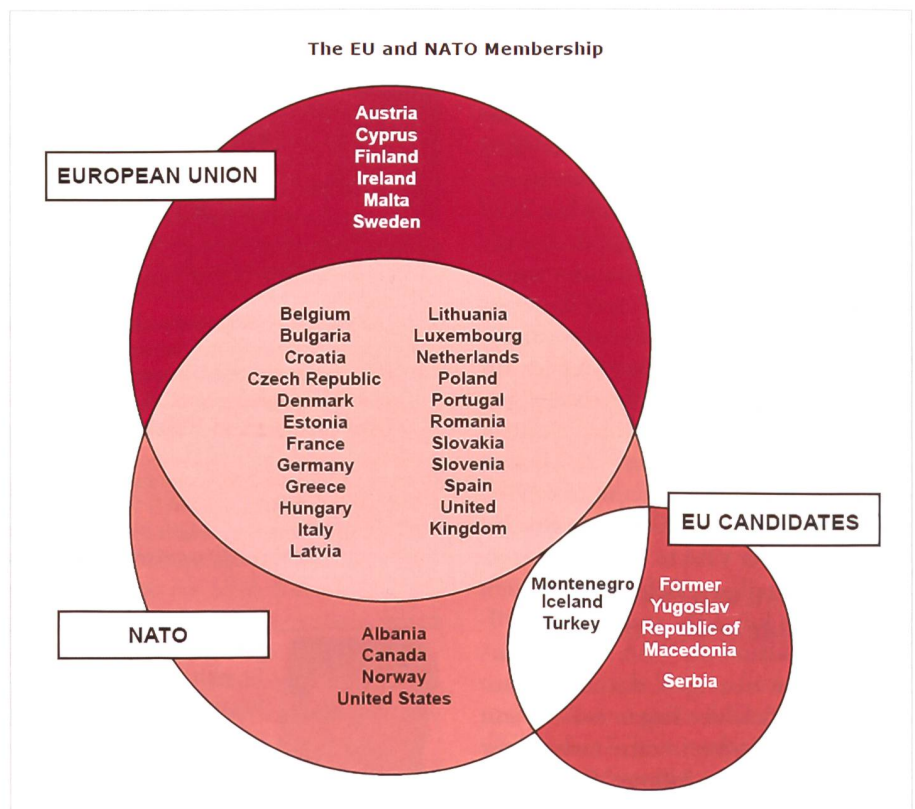 The EU and NATO Membership
EUROPEAN UNION
Austria
Cyprus
Finland
Ireland
Malta
Sweden
Belgium
Bulgaria
Croatia
Czech Republic
Denmark
Estonia
France
Germany
Greece
Hungary
Italy
Latvia
Lithuania
Luxembourg
Netherlands
Poland
Portugal
Romania
Slovakia
Slovenia
Spain
United
Kingdom
EU CANDIDATES
Montenegro
Iceland
Turkey
Former
Yugoslav
Republic of
Macedonia
Serbia
NATO
Albania
Canada
Norway
United States